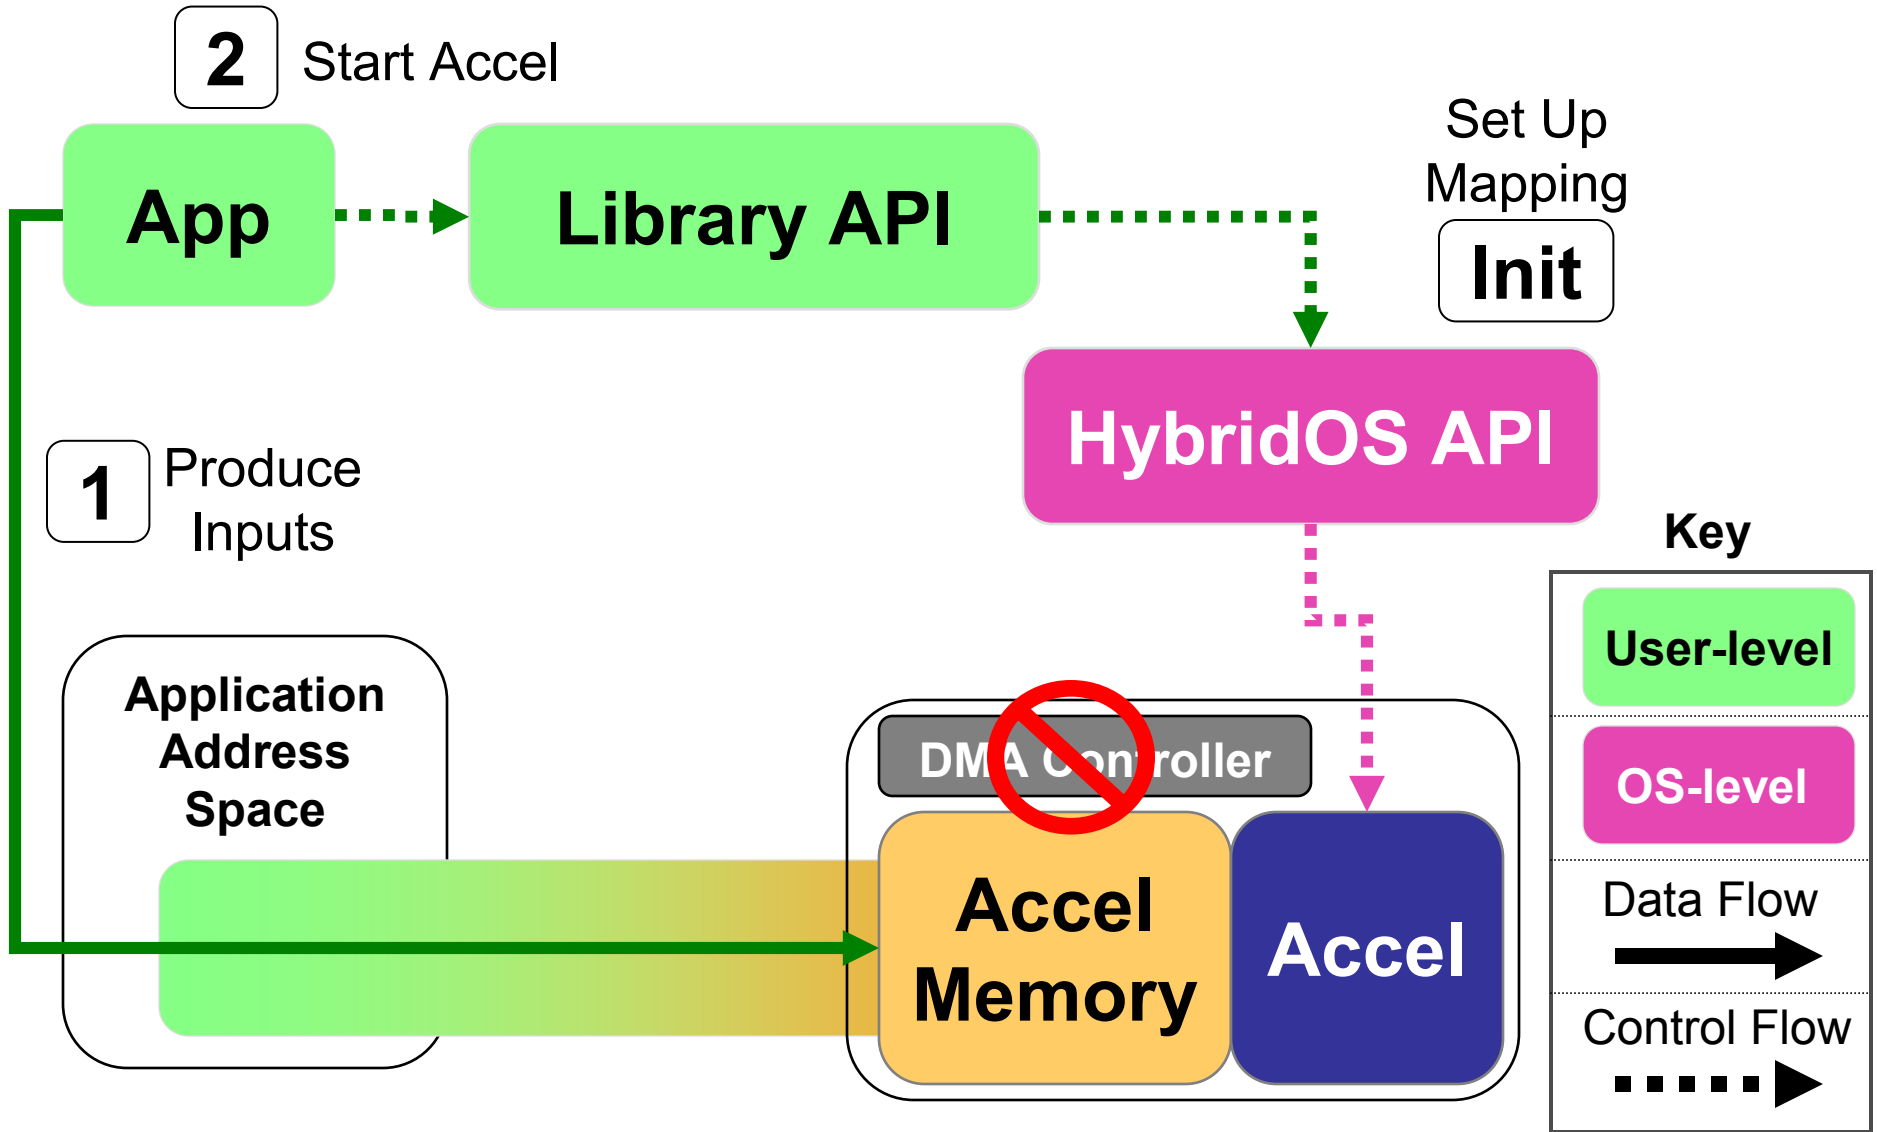 2
Start Accel
App
Library API
Set Up
Mapping
Init
HybridOS API
1
Produce
Inputs
Application
Address
Space
DMA Controller
Accel
Memory
Accel
Key
User-level
OS-level
Data Flow
Control Flow